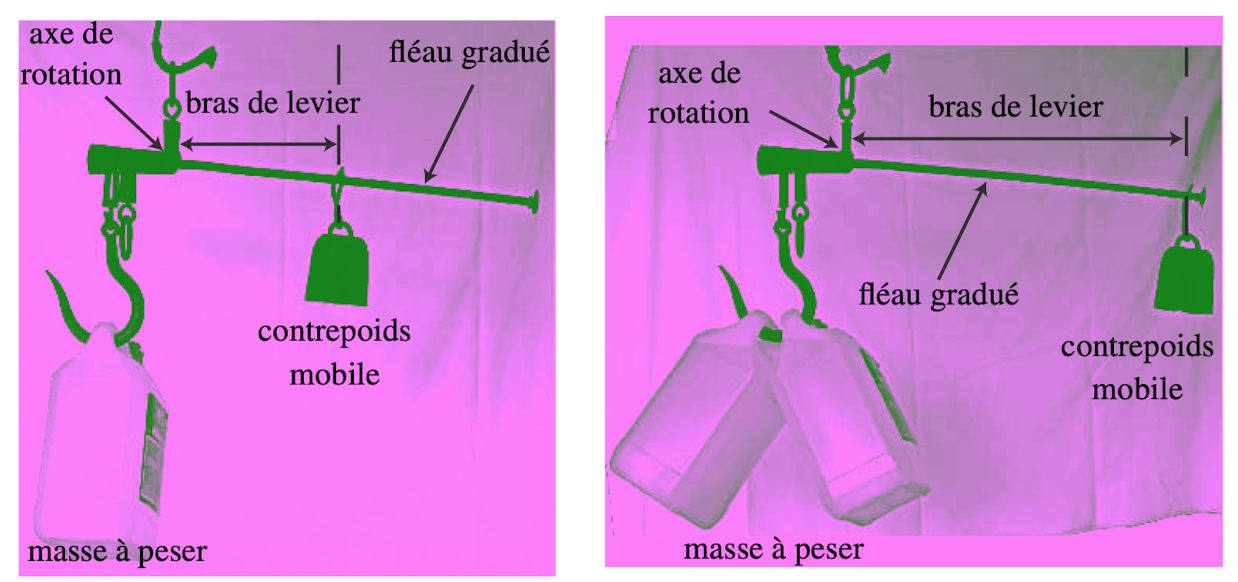 axe de
rotation
bras de levier
fléau gradué
contrepoids
mobile
masse à peser
axe de
rotation
bras de levier
fléau gradué
contrepoids
mobile
masse à peser